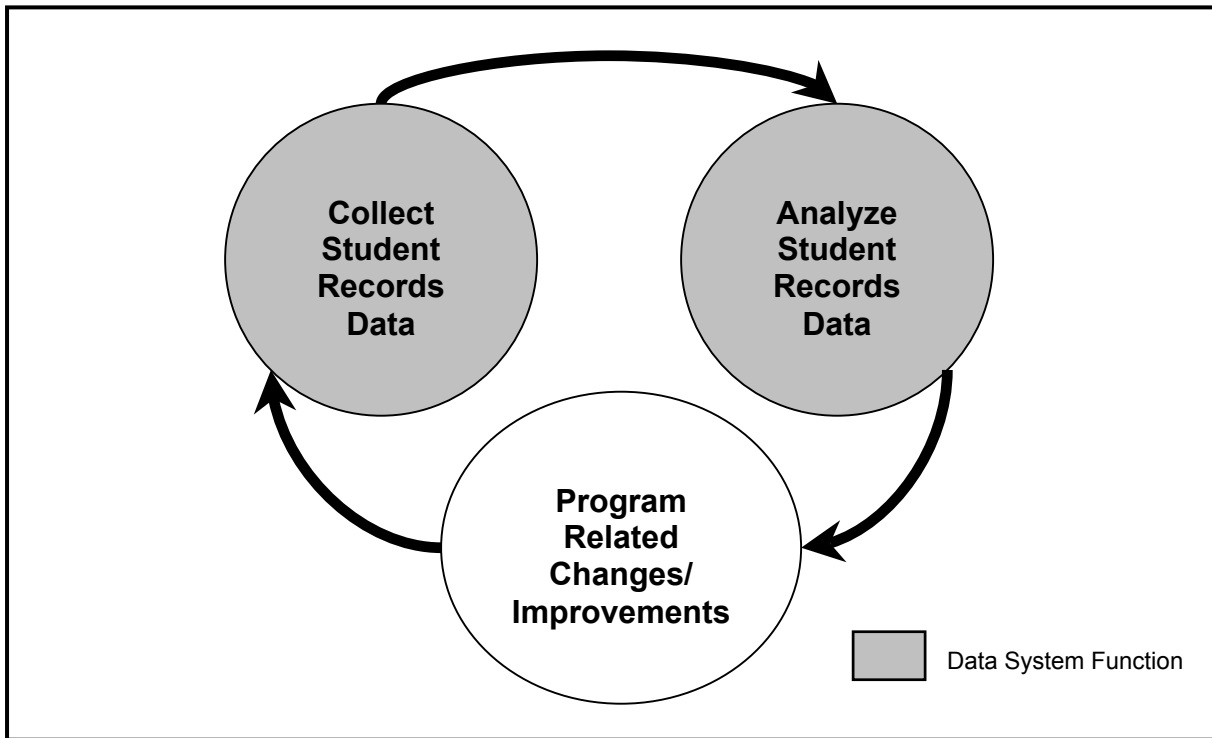 Collect
Student
Records
Data
Analyze
Student
Records
Data
Program
Related
Changes/
Improvements
Data System Function